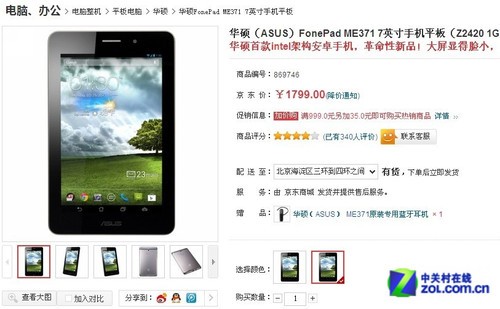 电脑、办公 > 电脑整机 > 平板电脑 > 华硕 > 华硕FonePad ME371 7英寸手机平板
华硕（ASUS）FonePad ME371 7英寸手机平板（Z2420 1G
华硕首款intel架构安卓手机，革命性新品！大屏显得脸小，
商品编号：869746
京 东 价：￥1799.00(降价通知)
促销信息：加价购 满999.0元另加35.0元即可购买热销商品 详情 >>
商品评分： (已有340人评价) 联系客服
配 送 至：北京海淀区三环到四环之间 有货，下单后立即发货
服 务：由 京东商城 发货并提供售后服务。
赠 品： 华硕（ASUS） ME371原装专用蓝牙耳机 × 1
选择颜色：
购买数量： - 1 +
ASUS
查看大图 加入对比 分享到：
中关村在线
ZOL.COM.CN